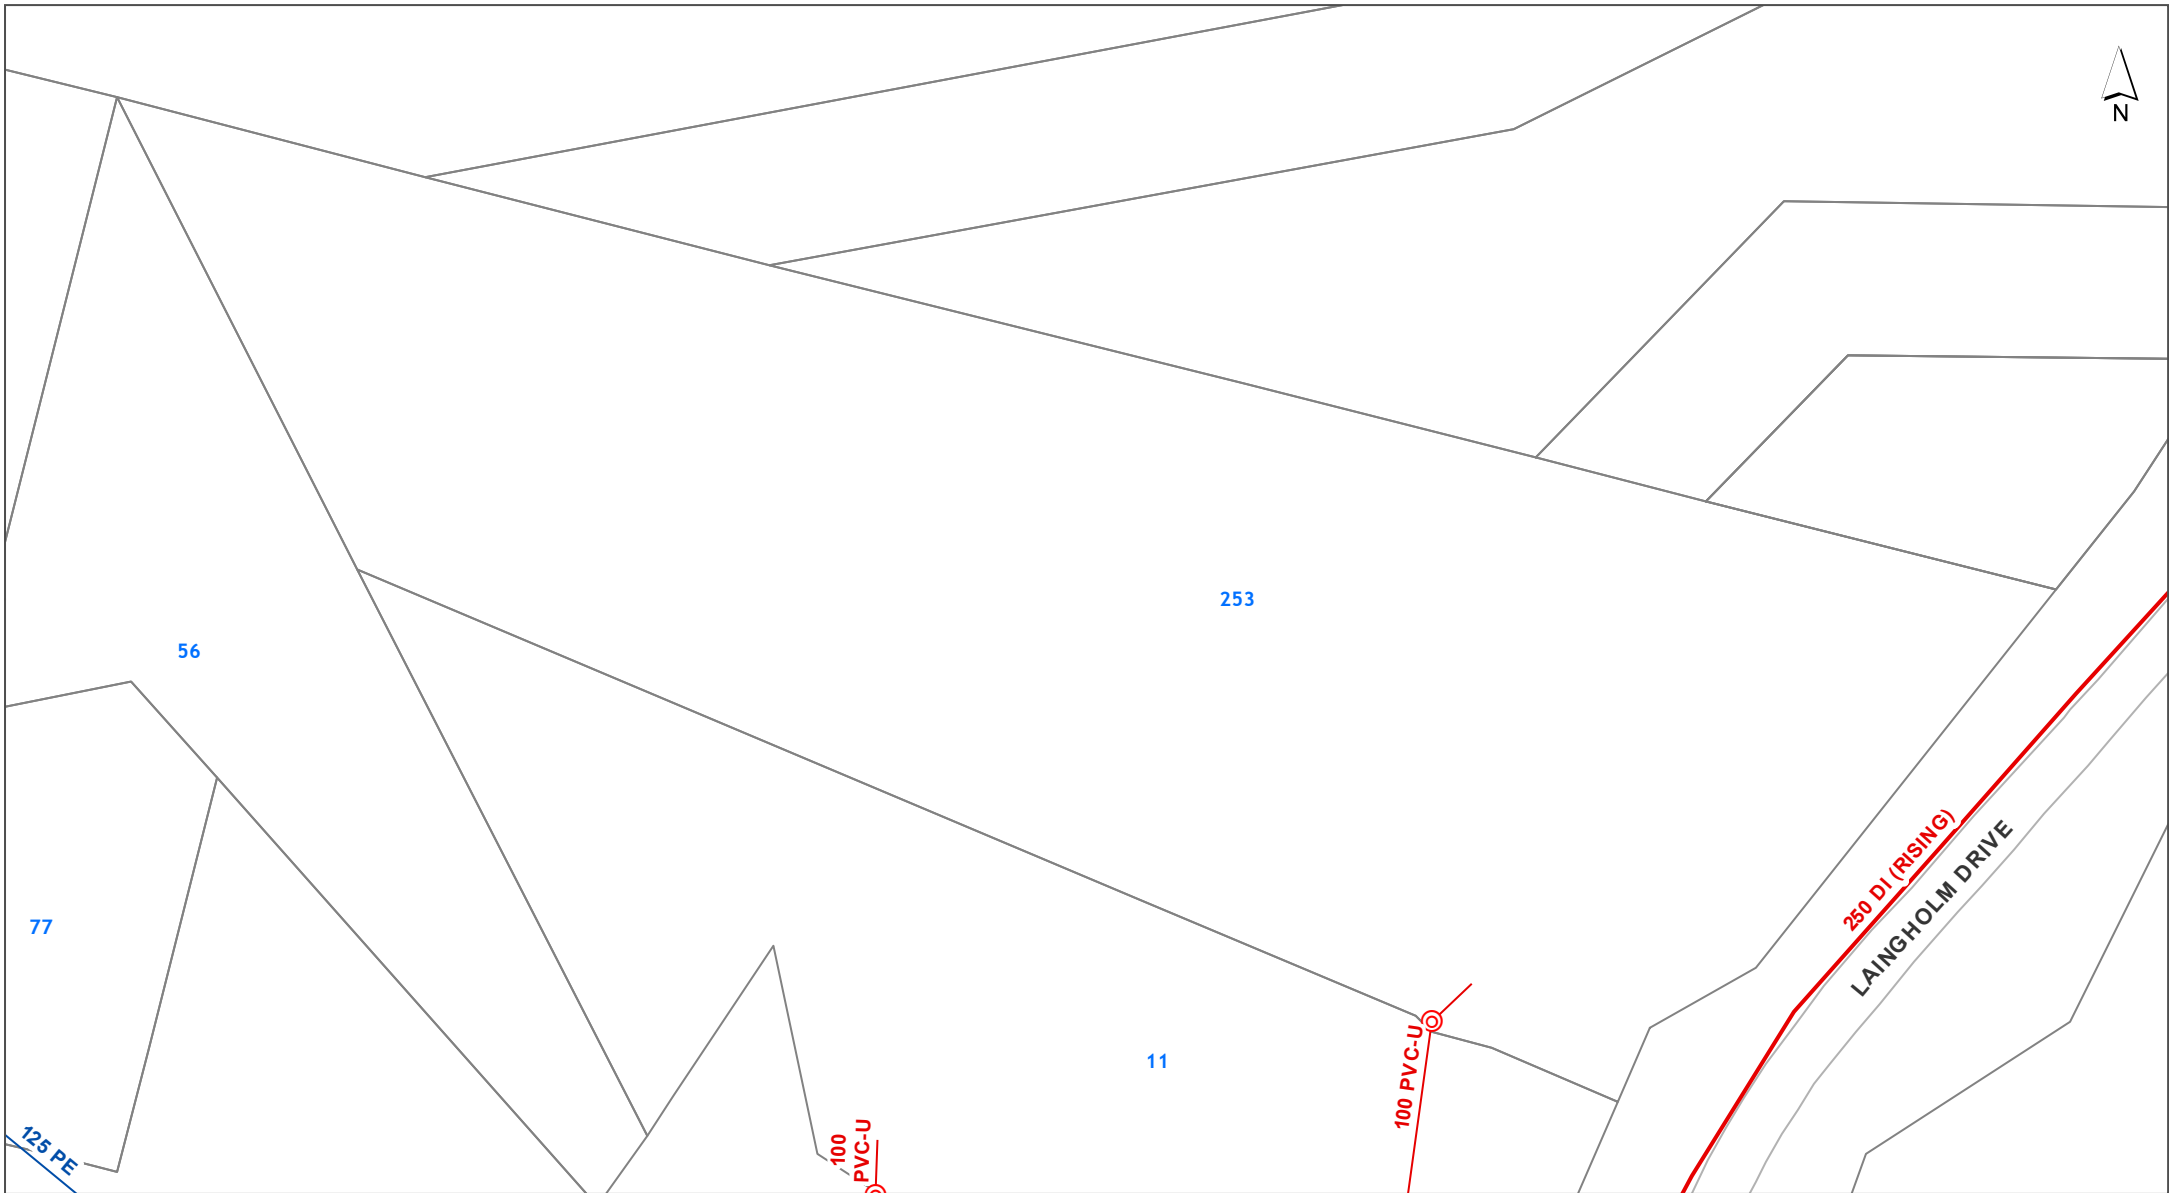 N
253
56
250 DI (RISING)
LAINGHOLM DRIVE
77
11
100 PVC-U
100
PVC-U
125 PE